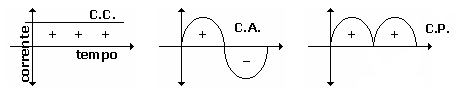 C.C.
+ + +
corrente
tempo
C.A.
+
−
C.P.
+ +